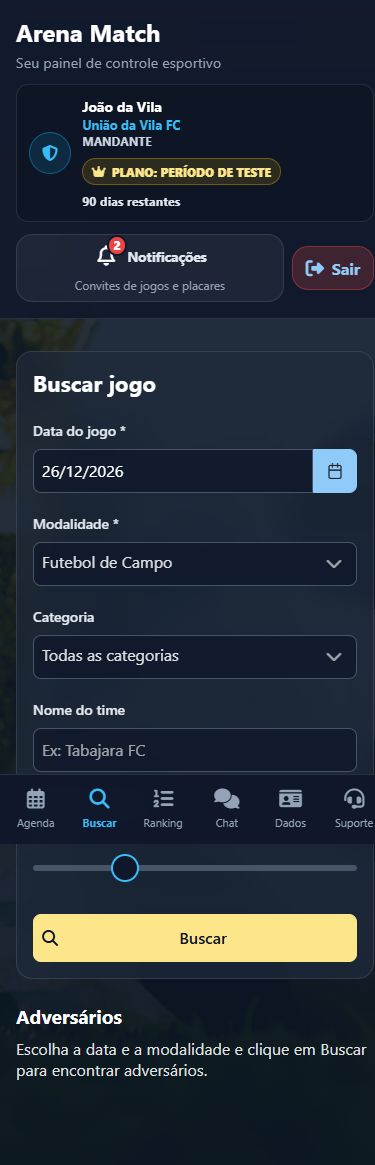 Arena Match
Seu painel de controle esportivo
João da Vila
União da Vila FC
MANDANTE
PLANO: PERÍODO DE TESTE
90 dias restantes
2
Notificações
Convites de jogos e placares
Sair
Buscar jogo
Data do jogo *
26/12/2026
Modalidade *
Futebol de Campo
Categoria
Todas as categorias
Nome do time
Ex: Tabajara FC
Agenda
Buscar
Ranking
Chat
Dados
Suporte
Buscar
Adversários
Escolha a data e a modalidade e clique em Buscar
para encontrar adversários.